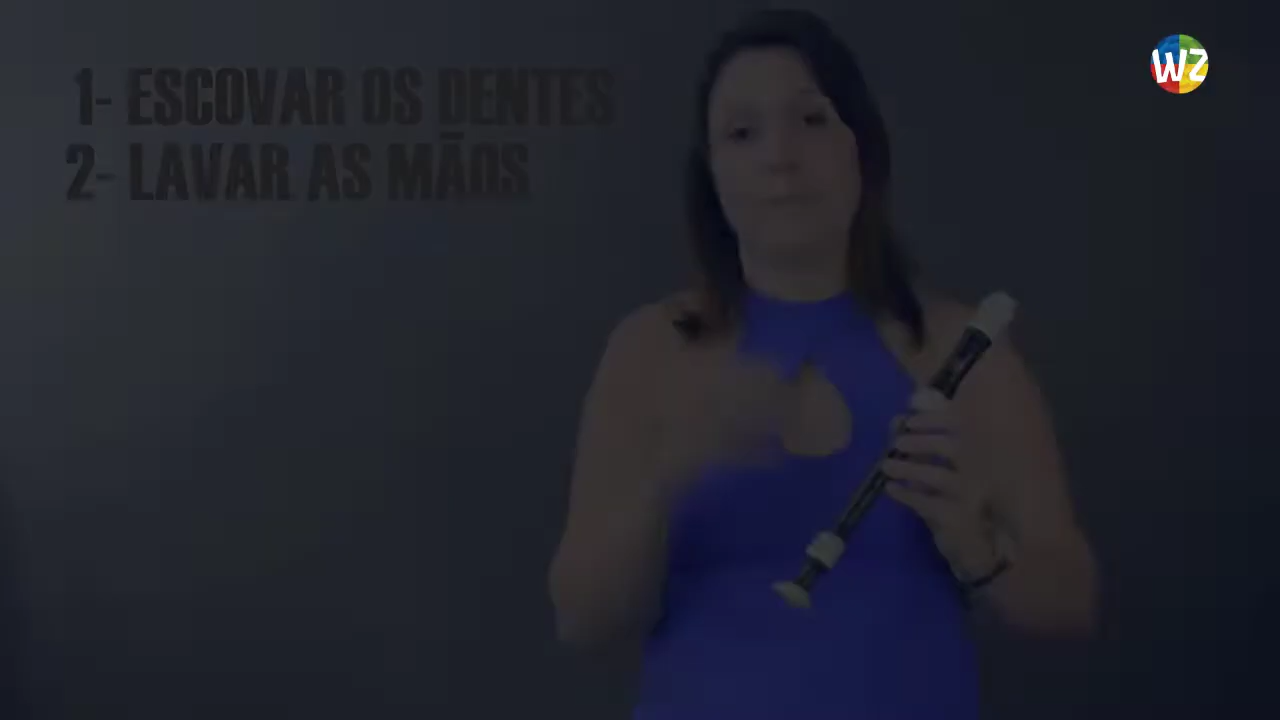 1- ESCOVAR OS DENTES
2- LAVAR AS MÃOS
WZ